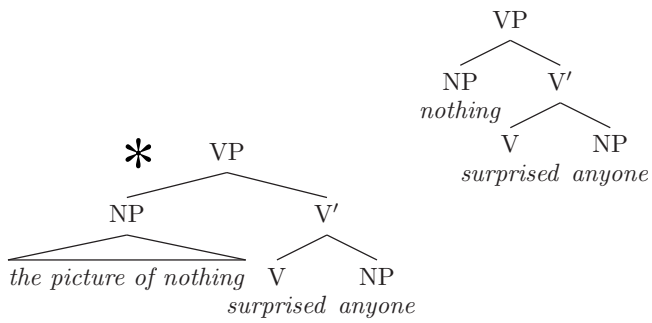 VP
NP V′
nothing
V NP
surprised anyone
* VP
NP V′
the picture of nothing V NP
surprised anyone